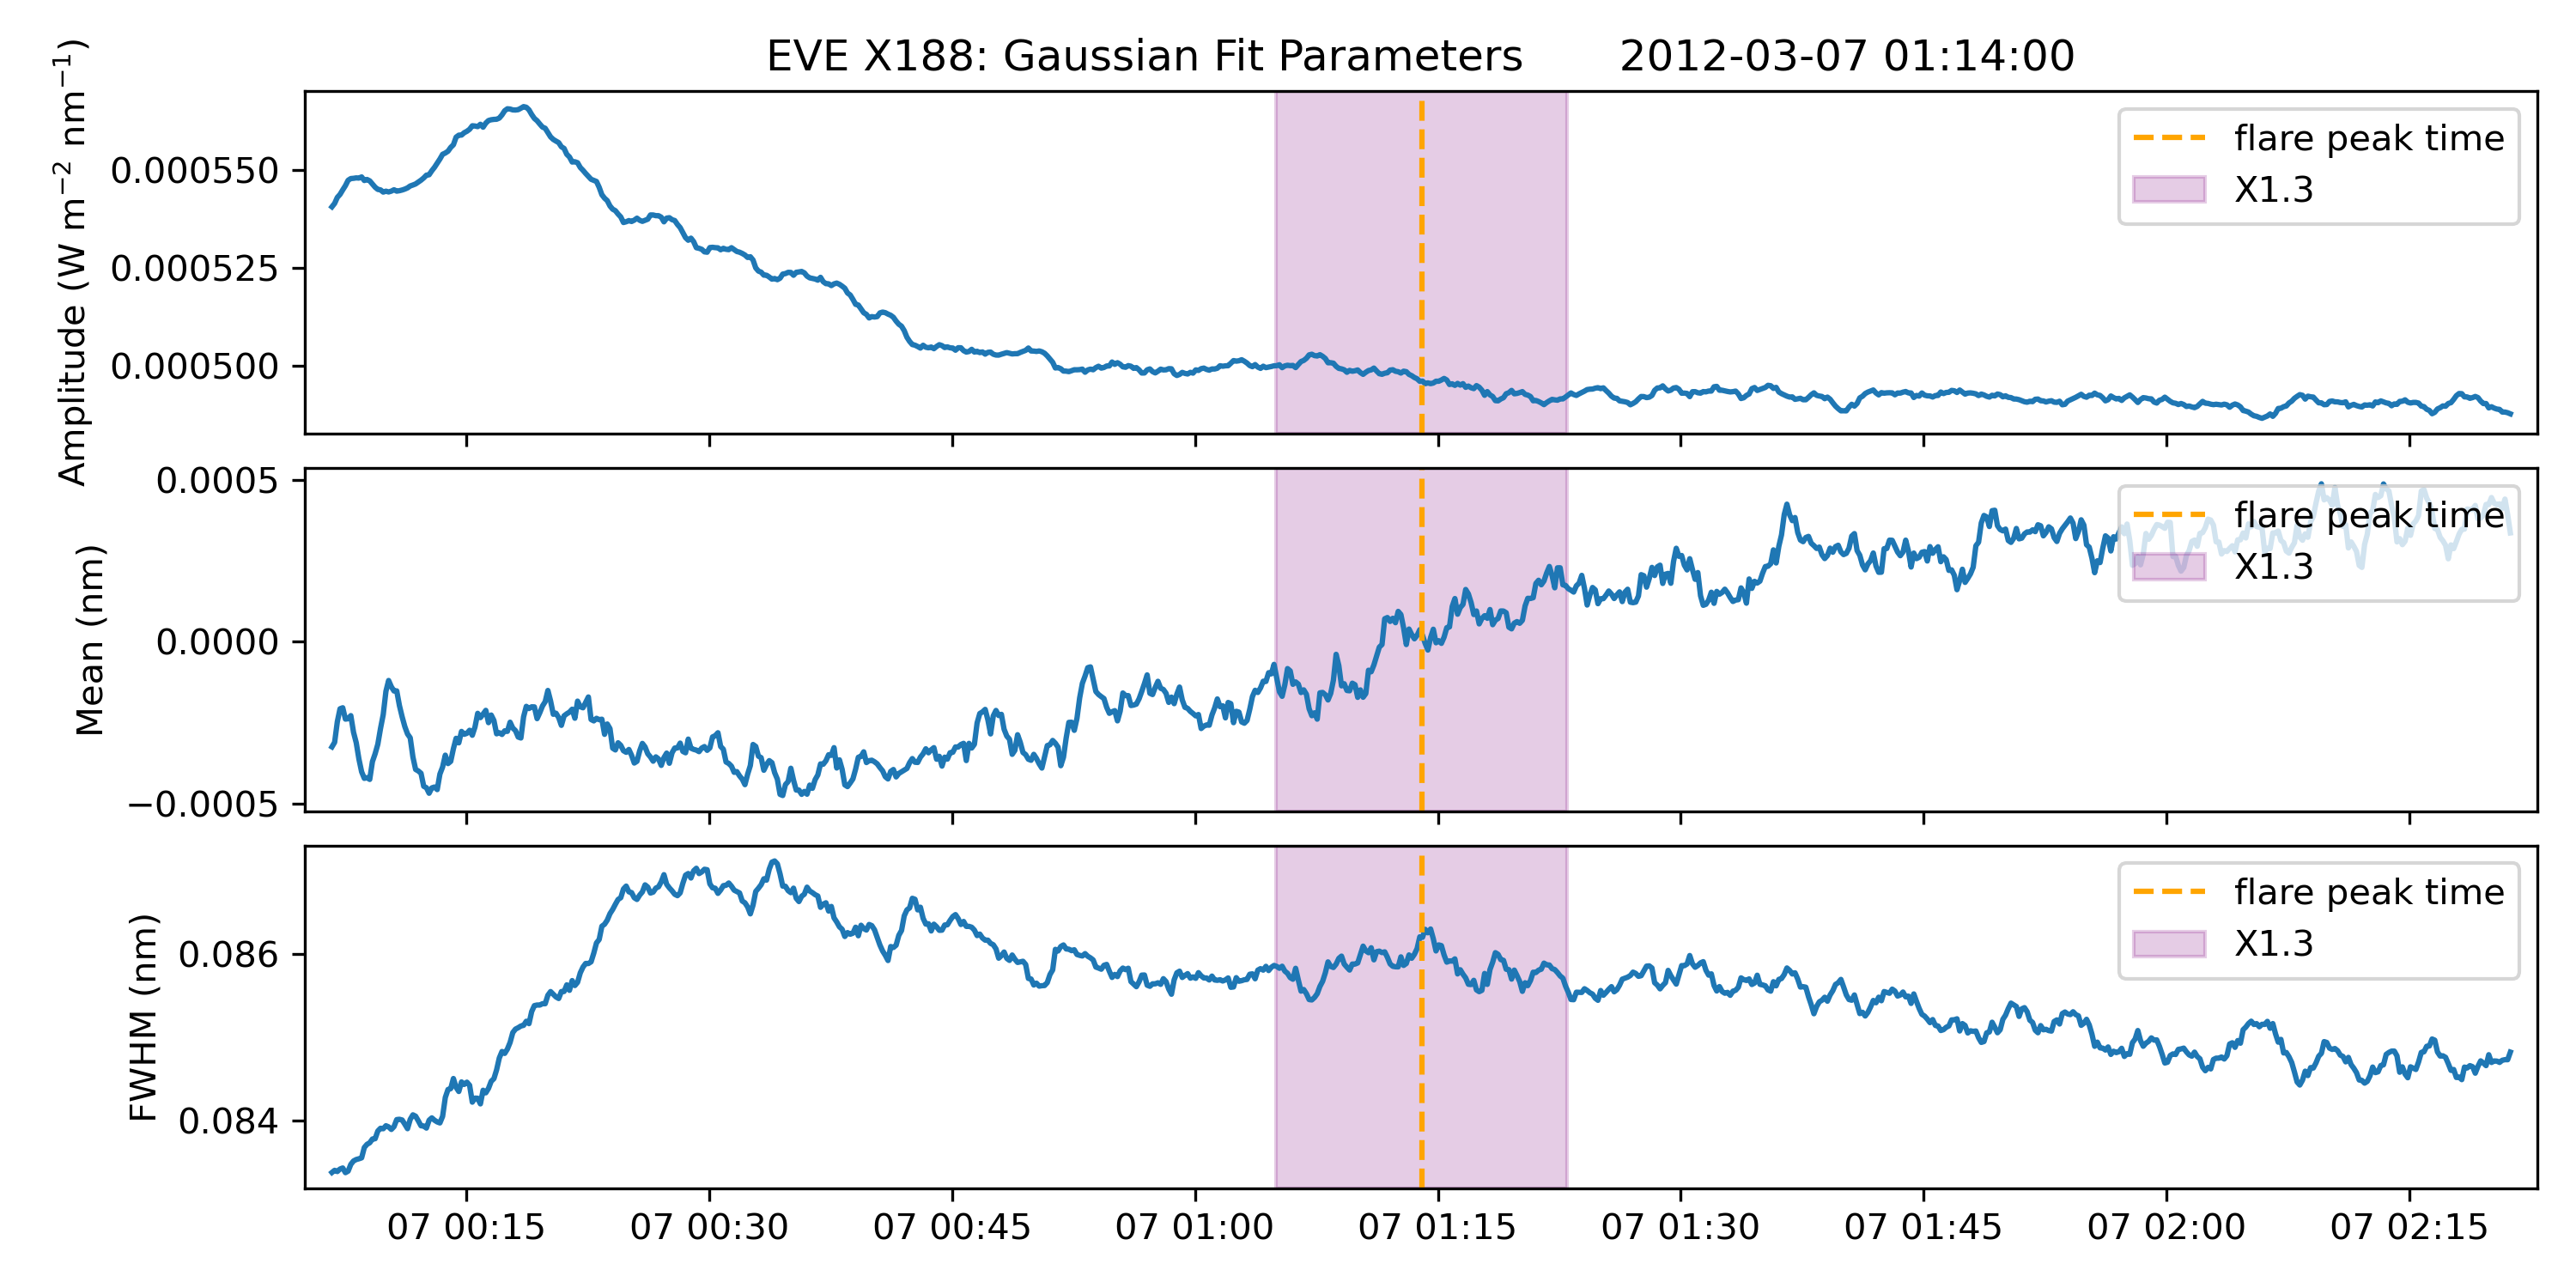 EVE X188: Gaussian Fit Parameters 2012-03-07 01:14:00
Amplitude (W m⁻² nm⁻¹)
0.000550
0.000525
0.000500
flare peak time
X1.3
Mean (nm)
0.0005
0.0000
−0.0005
flare peak time
X1.3
FWHM (nm)
0.086
0.084
flare peak time
X1.3
07 00:15 07 00:30 07 00:45 07 01:00 07 01:15 07 01:30 07 01:45 07 02:00 07 02:15